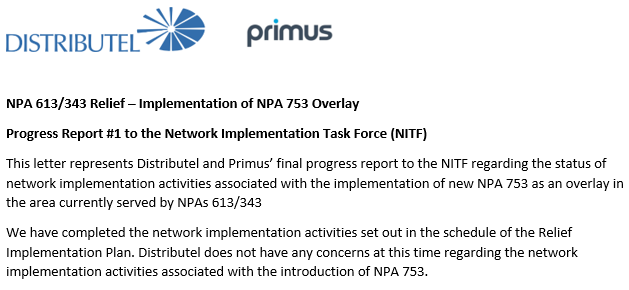 DISTRIBUTEL primus
NPA 613/343 Relief – Implementation of NPA 753 Overlay
Progress Report #1 to the Network Implementation Task Force (NITF)
This letter represents Distributel and Primus’ final progress report to the NITF regarding the status of
network implementation activities associated with the implementation of new NPA 753 as an overlay in
the area currently served by NPAs 613/343
We have completed the network implementation activities set out in the schedule of the Relief
Implementation Plan. Distributel does not have any concerns at this time regarding the network
implementation activities associated with the introduction of NPA 753.